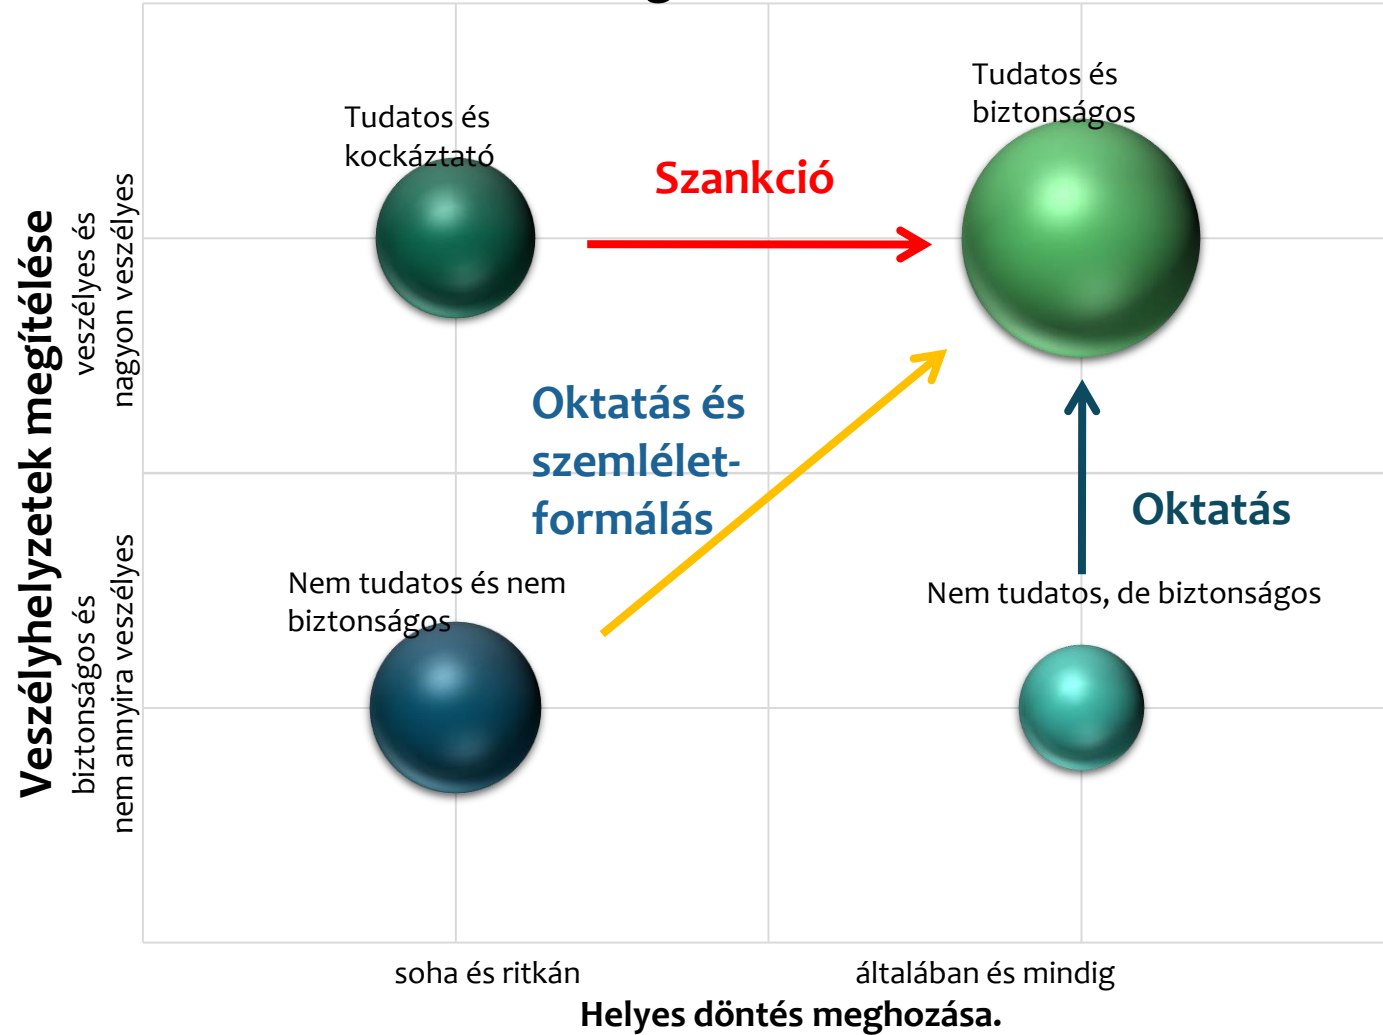 Tudatos és
biztonságos
Tudatos és
kockáztató
Szankció
Veszélyhelyzetek megítélése
veszélyes és
nagyon veszélyes
Oktatás és
szemlélet-
formálás
Oktatás
biztonságos és
nem annyira veszélyes
Nem tudatos és nem
biztonságos
Nem tudatos, de biztonságos
soha és ritkán
általában és mindig
Helyes döntés meghozása.